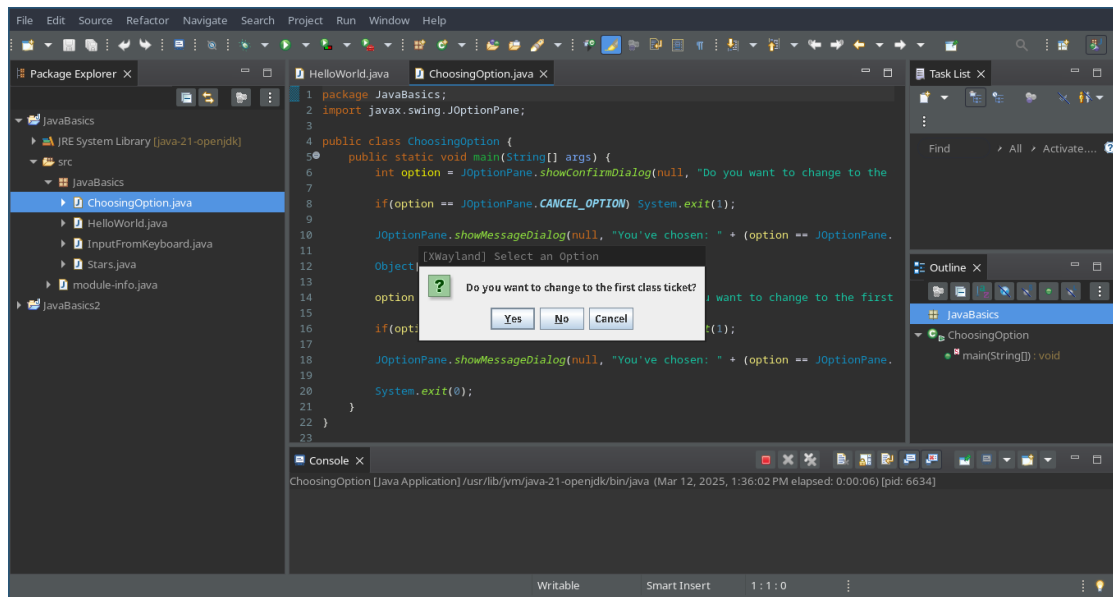 File Edit Source Refactor Navigate Search Project Run Window Help
Package Explorer
JavaBasics
JRE System Library [java-21-openjdk]
src
JavaBasics
ChoosingOption.java
HelloWorld.java
InputFromKeyboard.java
Stars.java
module-info.java
JavaBasics2
HelloWorld.java
ChoosingOption.java
1 package JavaBasics;
2 import javax.swing.JOptionPane;
3
4 public class ChoosingOption {
5 public static void main(String[] args) {
6 int option = JOptionPane.showConfirmDialog(null, "Do you want to change to the
7
8 if(option == JOptionPane.CANCEL_OPTION) System.exit(1);
9
10 JOptionPane.showMessageDialog(null, "You've chosen: " + (option == JOptionPane.
11
12 Object
13
14 option want to change to the first
15
16 if(opti t(1);
17
18 JOptionPane.showMessageDialog(null, "You've chosen: " + (option == JOptionPane.
19
20 System.exit(0);
21 }
22 }
23
[XWayland] Select an Option
Do you want to change to the first class ticket?
Yes No Cancel
Task List
Find All Activate....
Outline
JavaBasics
ChoosingOption
main(String[]) : void
Console
ChoosingOption [Java Application] /usr/lib/jvm/java-21-openjdk/bin/java (Mar 12, 2025, 1:36:02 PM elapsed: 0:00:06) [pid: 6634]
Writable Smart Insert 1 : 1 : 0